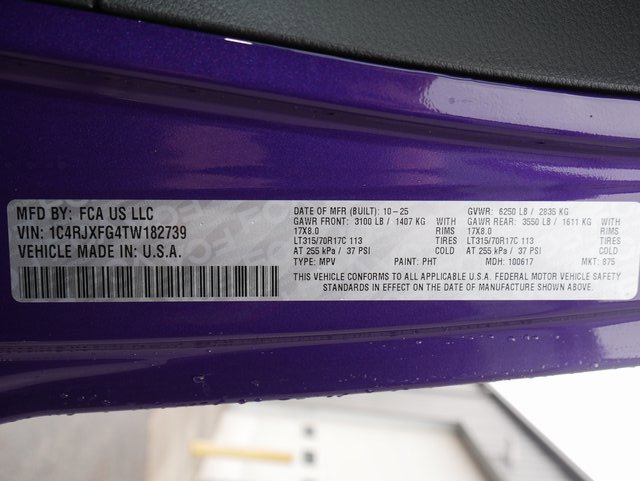 MFD BY: FCA US LLC
VIN: 1C4RJXFG4TW182739
VEHICLE MADE IN: U.S.A.
DATE OF MFR (BUILT): 10-25 GVWR: 6250 LB / 2835 KG
GAWR FRONT: 3100 LB / 1407 KG WITH GAWR REAR: 3550 LB / 1611 KG WITH
17X8.0 RIMS 17X8.0 RIMS
LT315/70R17C 113 TIRES LT315/70R17C 113 TIRES
AT 255 kPa / 37 PSI COLD AT 255 kPa / 37 PSI COLD
TYPE: MPV PAINT: PHT MDH: 100617 MKT: 875
THIS VEHICLE CONFORMS TO ALL APPLICABLE U.S.A. FEDERAL MOTOR VEHICLE SAFETY
STANDARDS IN EFFECT ON THE DATE OF MANUFACTURE SHOWN ABOVE.